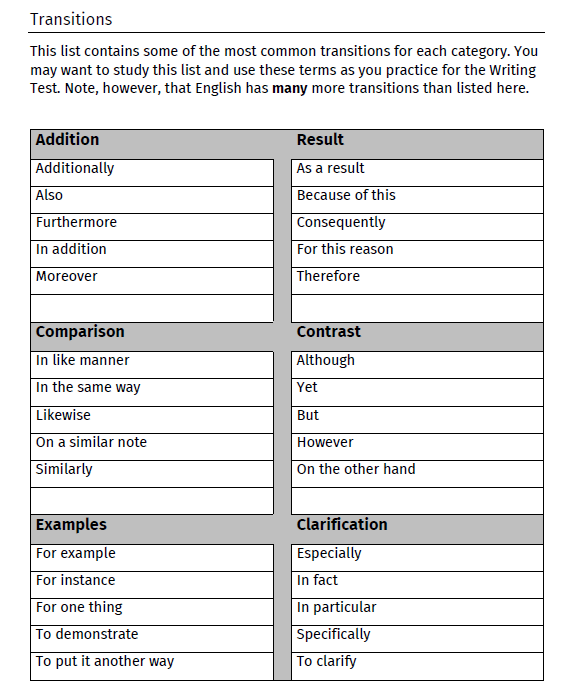 Transitions
This list contains some of the most common transitions for each category. You
may want to study this list and use these terms as you practice for the Writing
Test. Note, however, that English has many more transitions than listed here.
Addition Result
Additionally As a result
Also Because of this
Furthermore Consequently
In addition For this reason
Moreover Therefore
Comparison Contrast
In like manner Although
In the same way Yet
Likewise But
On a similar note However
Similarly On the other hand
Examples Clarification
For example Especially
For instance In fact
For one thing In particular
To demonstrate Specifically
To put it another way To clarify